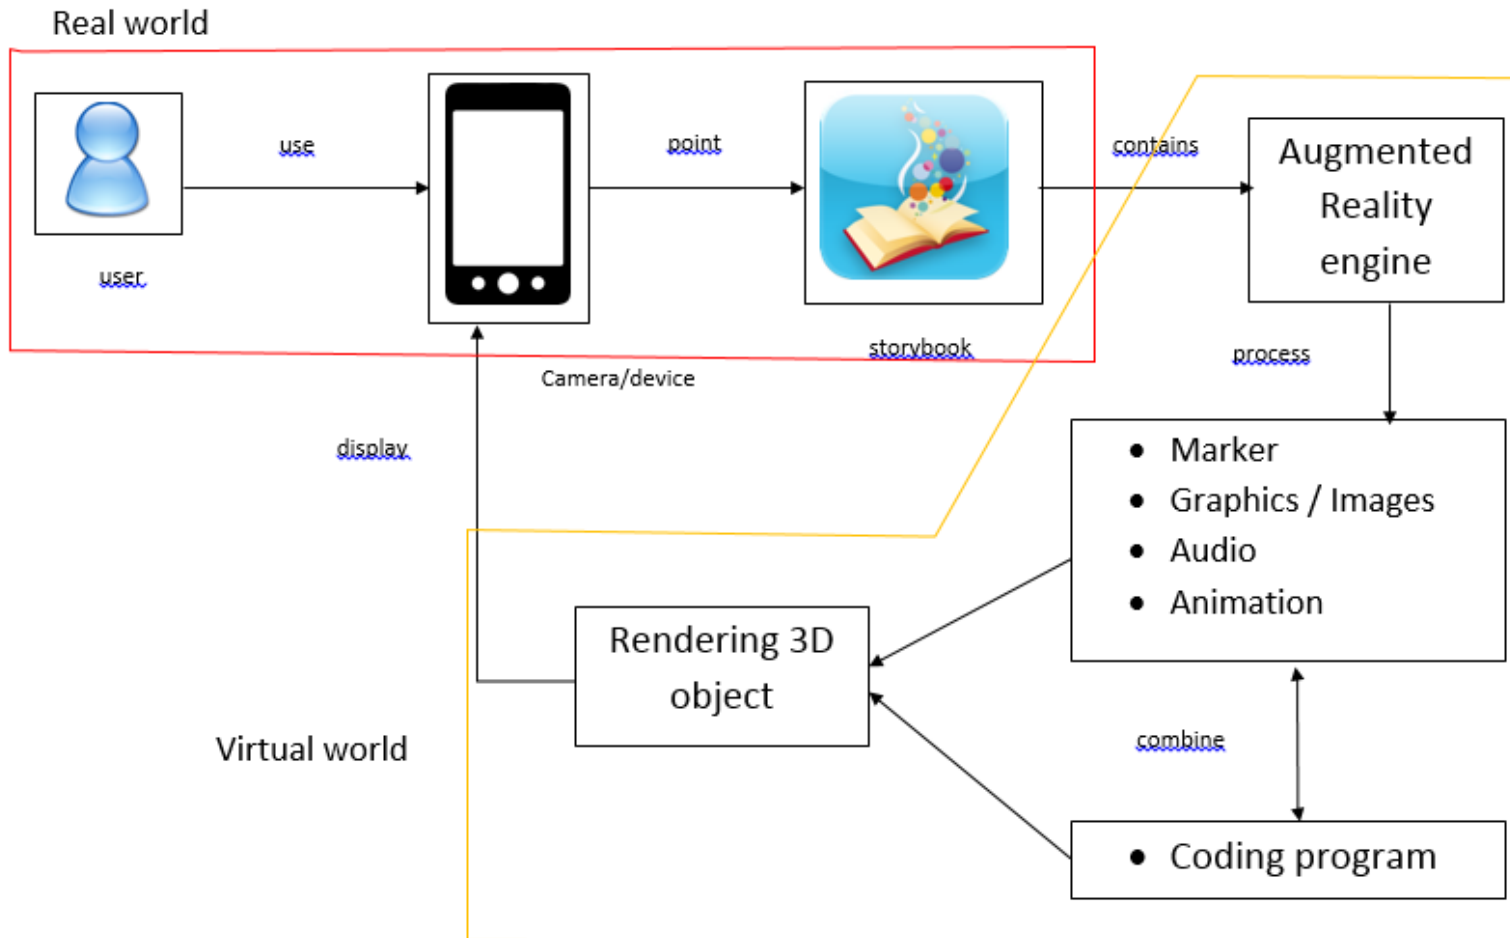 Real world
use
point
contains
Augmented
Reality
engine
user
storybook
process
Camera/device
display
• Marker
• Graphics / Images
• Audio
• Animation
Rendering 3D
object
Virtual world
combine
• Coding program